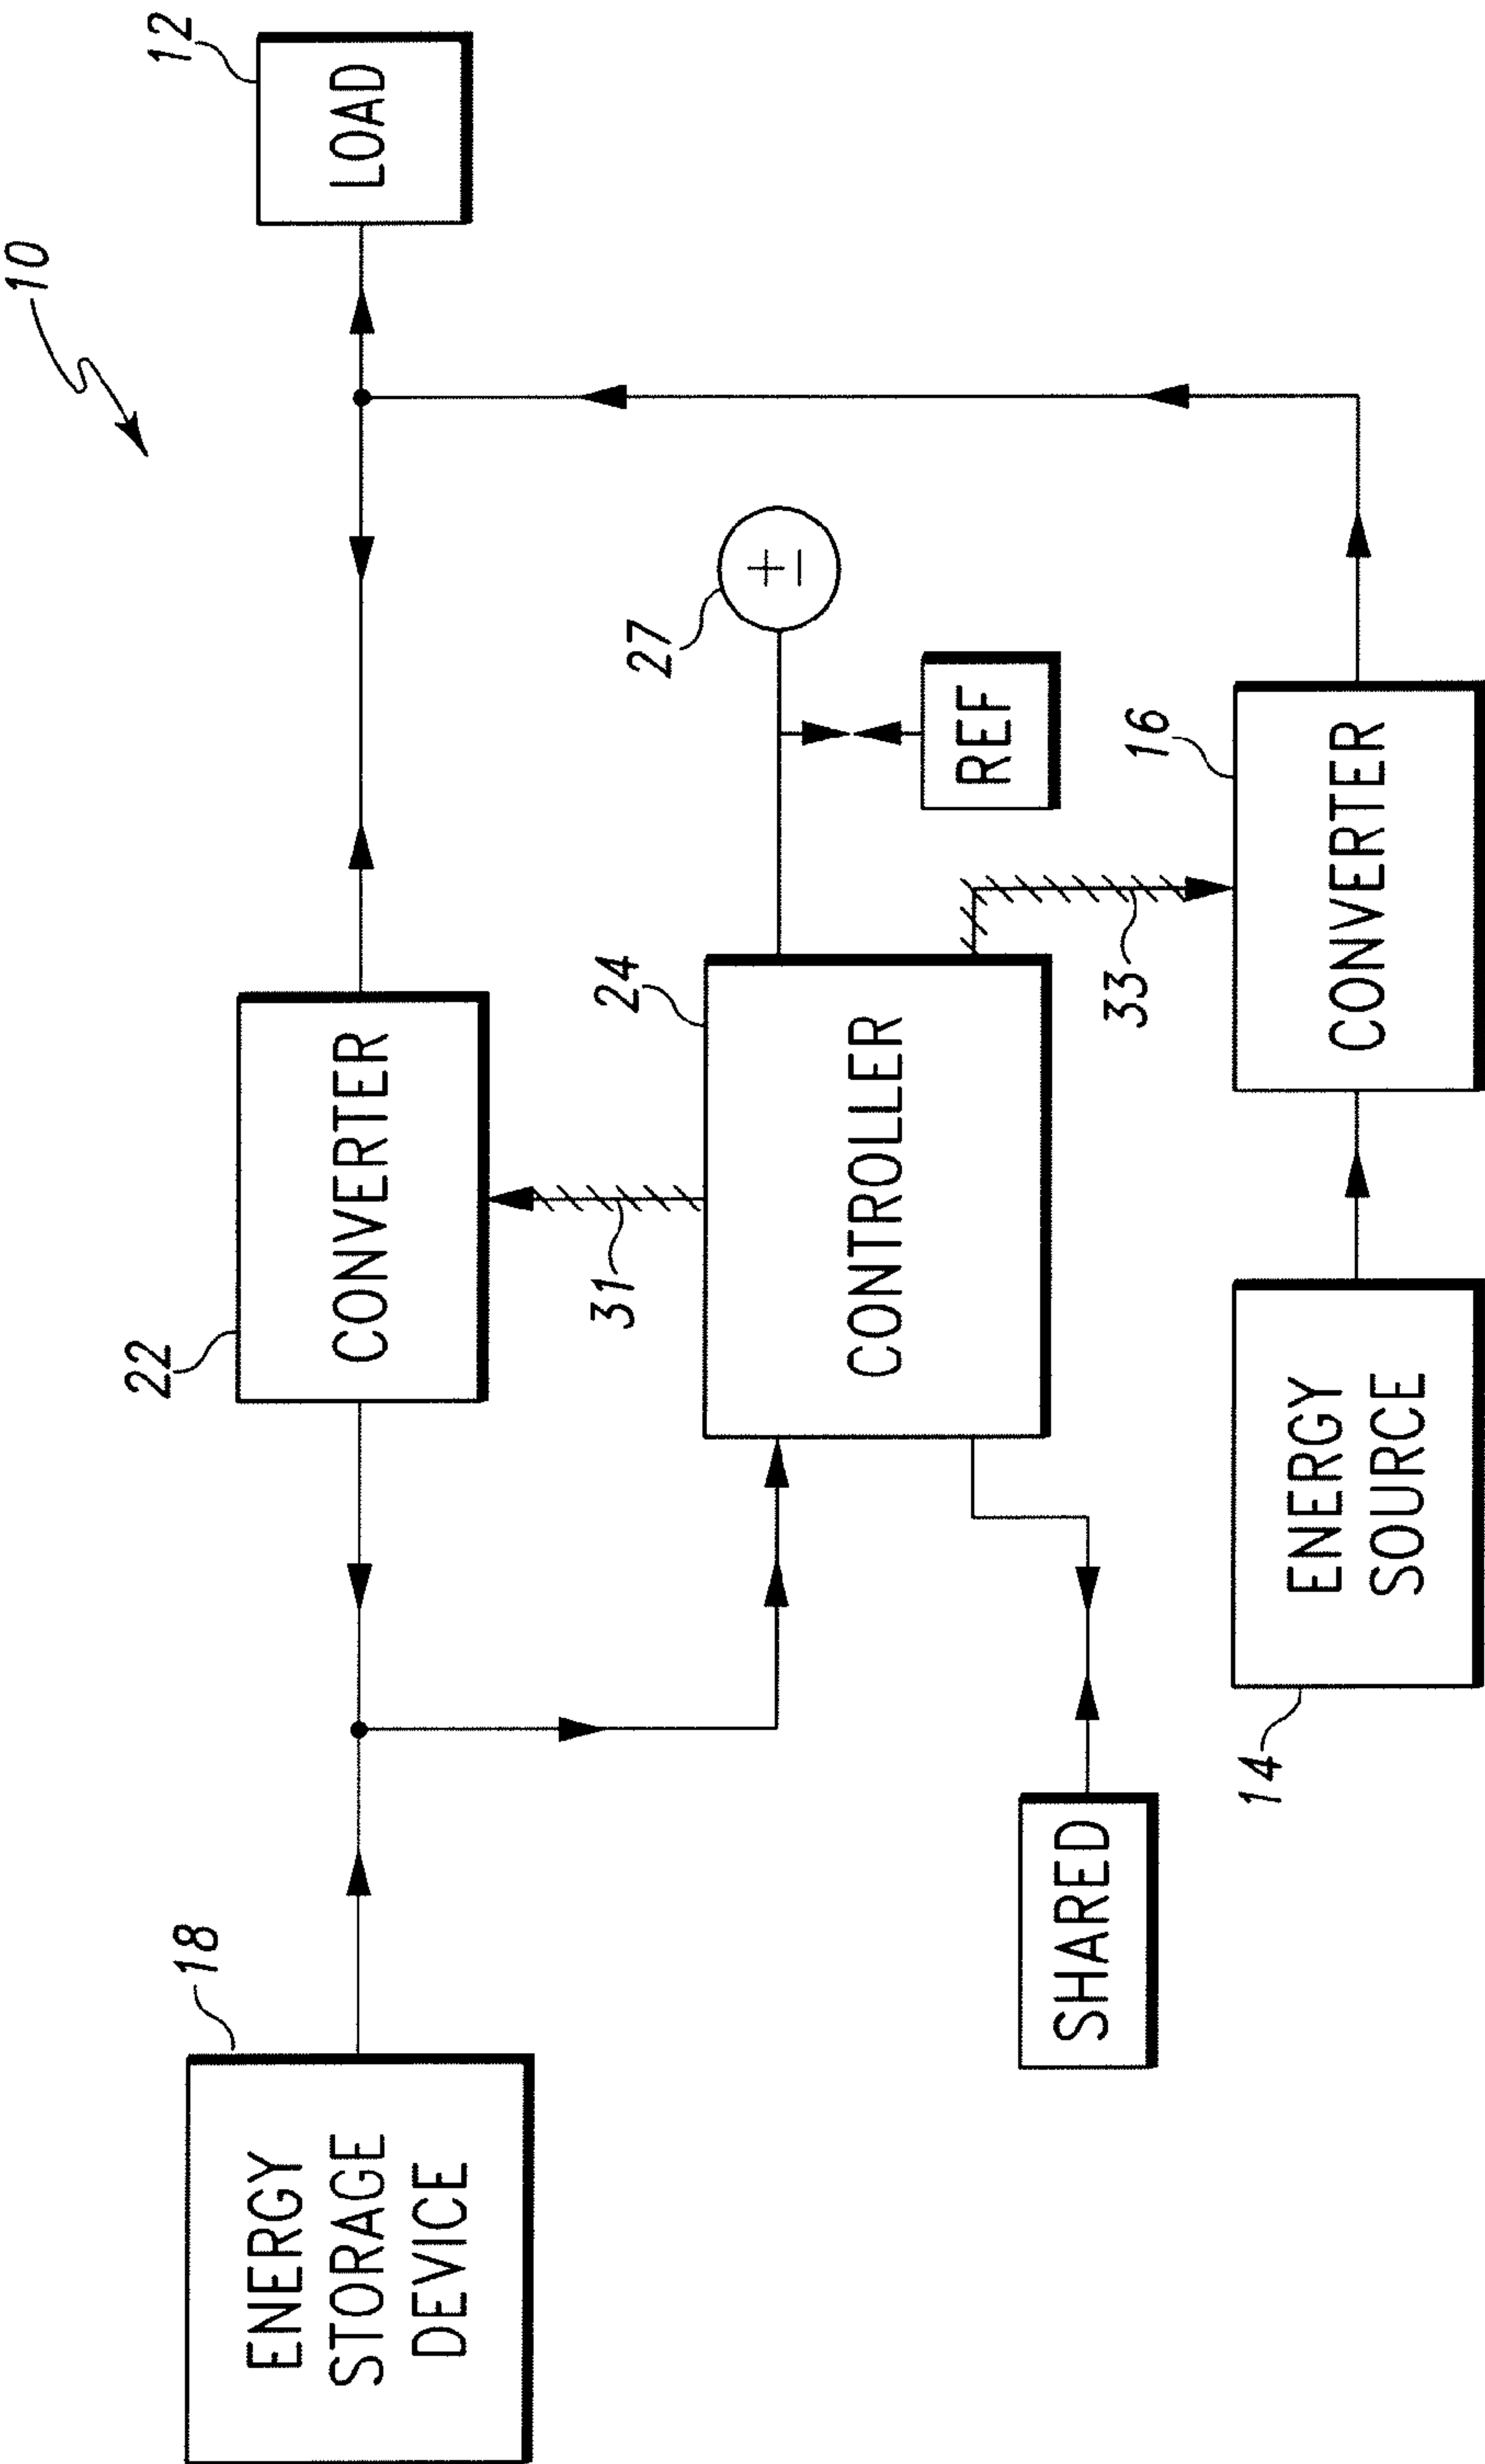 10
18
22
12
ENERGY
STORAGE
DEVICE
CONVERTER
LOAD
31
24
27
CONTROLLER
+
−
REF
SHARED
33
16
14
ENERGY
SOURCE
CONVERTER